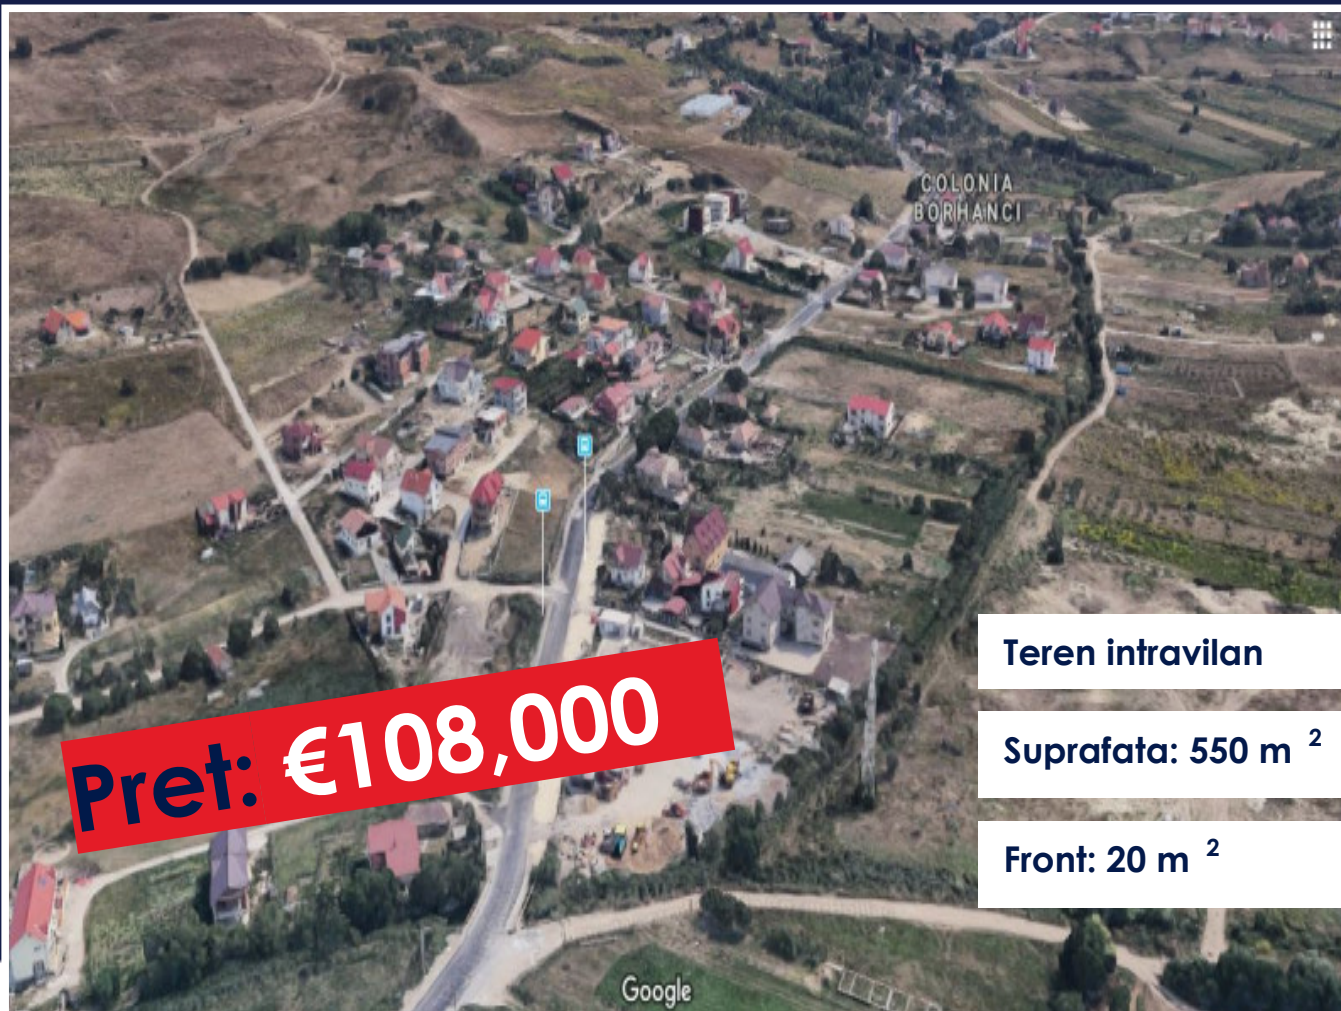 COLONIA
BORHANCI
Teren intravilan
Suprafata: 550 m ²
Pret: €108,000
Front: 20 m ²
Google